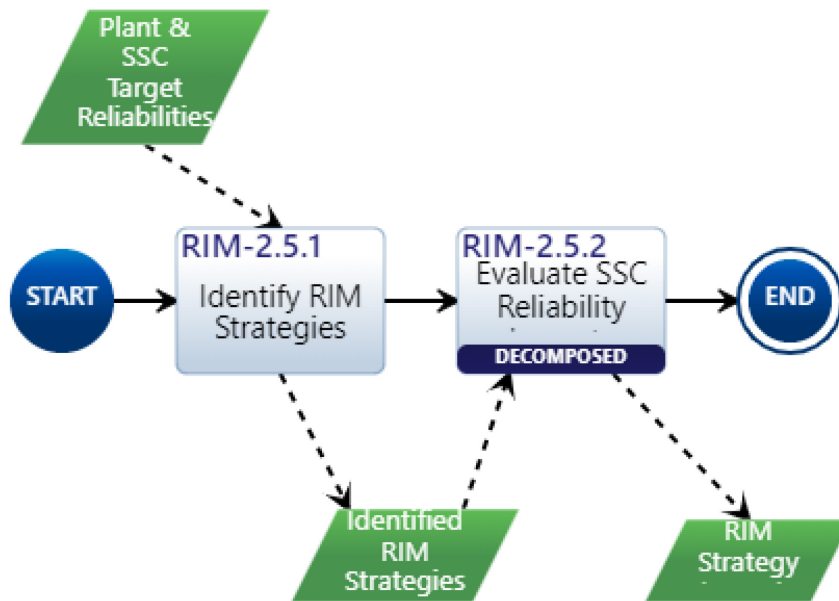 Plant &
SSC
Target
Reliabilities
START
RIM-2.5.1
Identify RIM
Strategies
RIM-2.5.2
Evaluate SSC
Reliability
DECOMPOSED
END
Identified
RIM
Strategies
RIM
Strategy